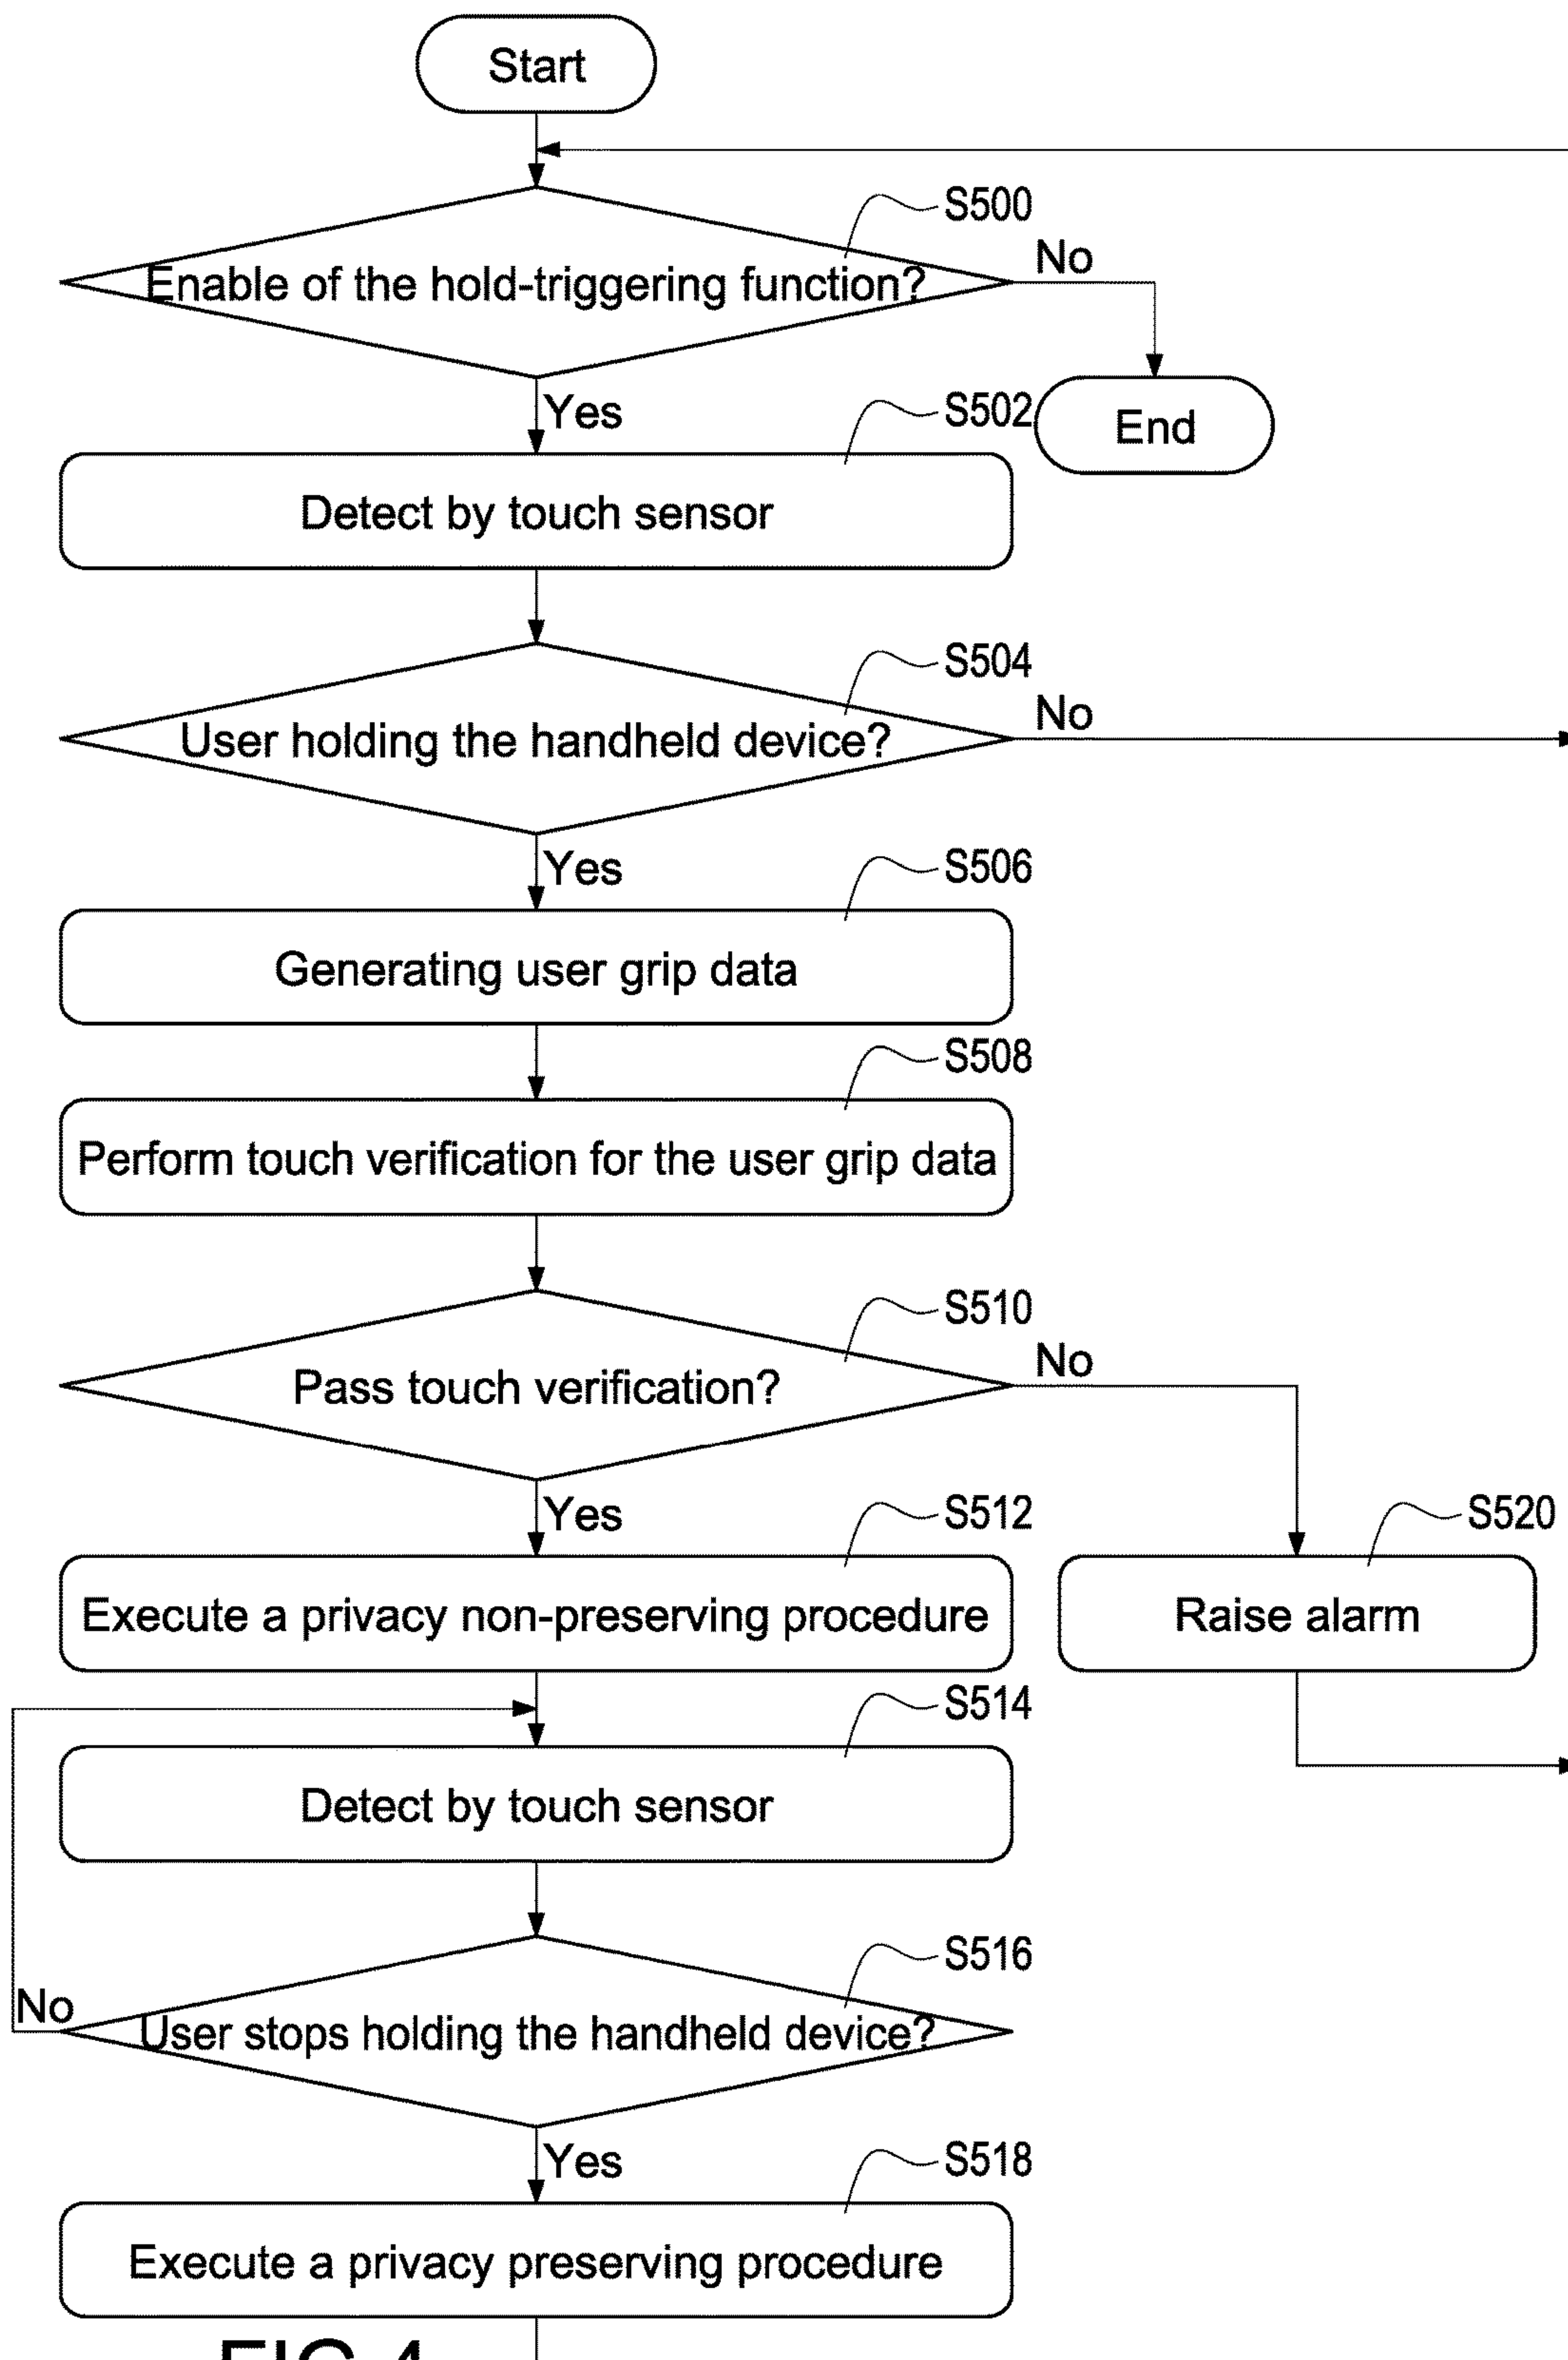 Start
S500
Enable of the hold-triggering function?
No
Yes
S502
End
Detect by touch sensor
S504
User holding the handheld device?
No
Yes
S506
Generating user grip data
S508
Perform touch verification for the user grip data
S510
Pass touch verification?
No
Yes
S512
Execute a privacy non-preserving procedure
S520
Raise alarm
S514
Detect by touch sensor
S516
No
User stops holding the handheld device?
Yes
S518
Execute a privacy preserving procedure
FIG.4